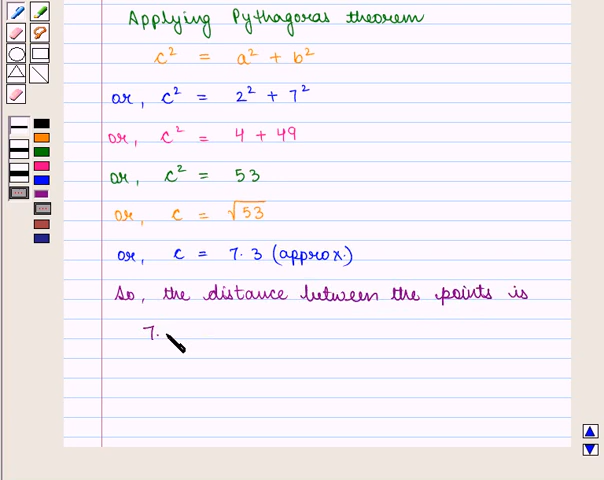 Applying Pythagoras theorem
c² = a² + b²
or, c² = 2² + 7²
or, c² = 4 + 49
or, c² = 53
or, c = √53
or, c = 7.3 (approx.)
So, the distance between the points is
7.